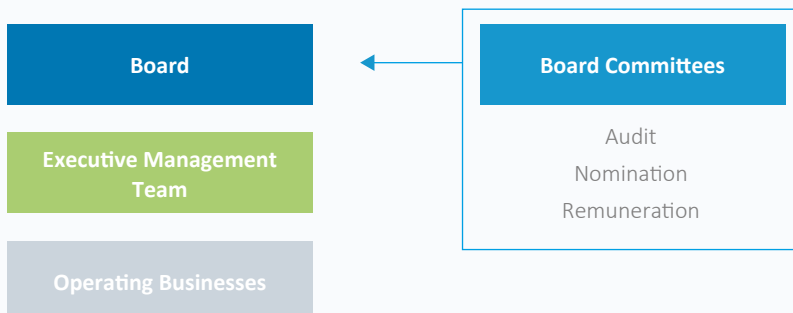 Board
Executive Management
Team
Operating Businesses
Board Committees
Audit
Nomination
Remuneration